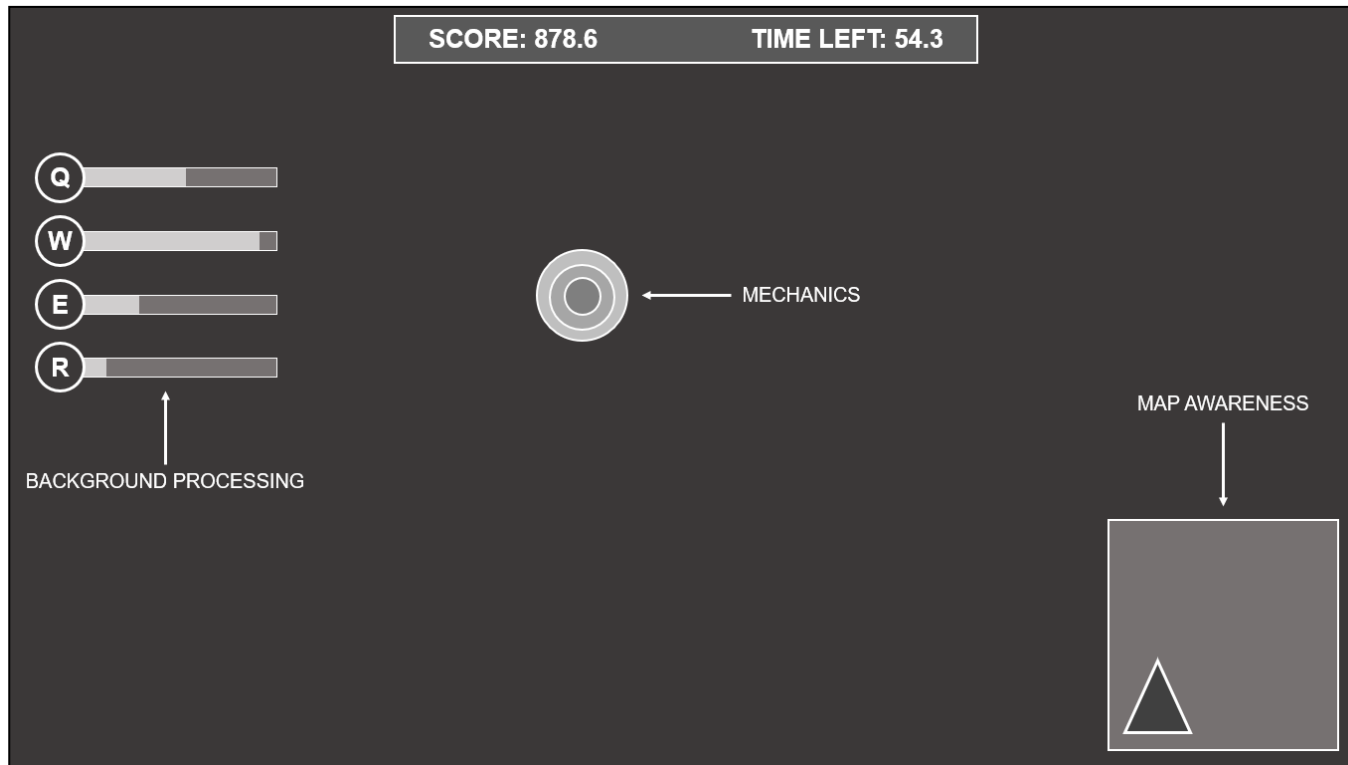 SCORE: 878.6 TIME LEFT: 54.3
Q
W
E
R
MECHANICS
MAP AWARENESS
BACKGROUND PROCESSING